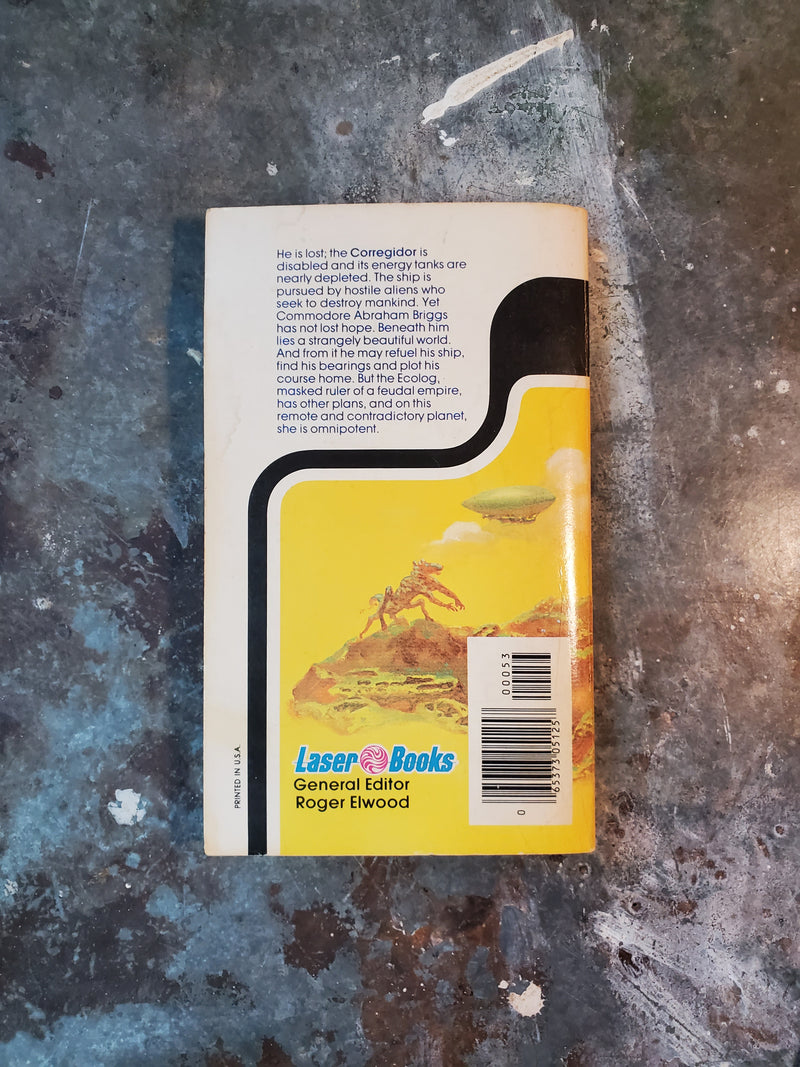 He is lost; the Corregidor is
disabled and its energy tanks are
nearly depleted. The ship is
pursued by hostile aliens who
seek to destroy mankind. Yet
Commodore Abraham Briggs
has not lost hope. Beneath him
lies a strangely beautiful world.
And from it he may refuel his ship,
find his bearings and plot his
course home. But the Ecolog,
masked ruler of a feudal empire,
has other plans, and on this
remote and contradictory planet,
she is omnipotent.
00053
0 65373 05125
Laser Books
General Editor
Roger Elwood
PRINTED IN U.S.A.